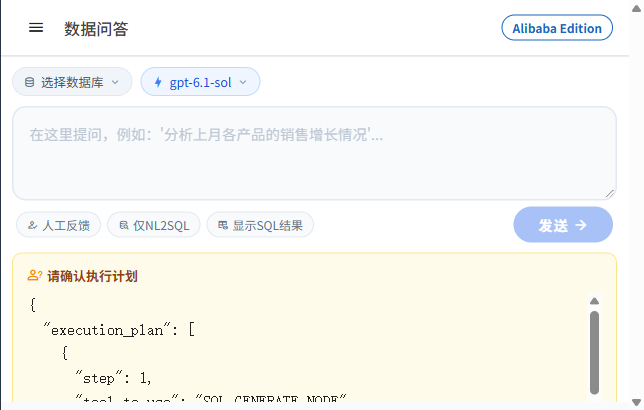 数据问答
Alibaba Edition
选择数据库
gpt-6.1-sol
在这里提问，例如：'分析上月各产品的销售增长情况'...
人工反馈
仅NL2SQL
显示SQL结果
发送
请确认执行计划
{
"execution_plan": [
{
"step": 1,
"tool_to_use": "SQL_GENERATE_NODE"